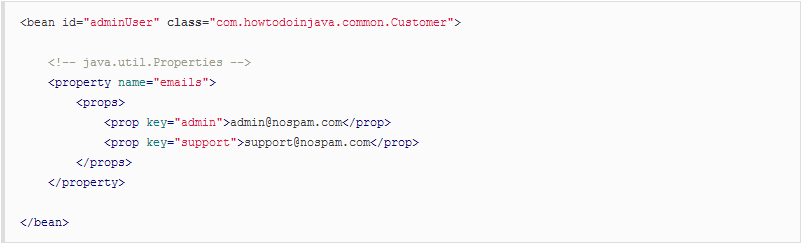 <bean id="adminUser" class="com.howtodoinjava.common.Customer">
<!-- java.util.Properties -->
<property name="emails">
<props>
<prop key="admin">admin@nospam.com</prop>
<prop key="support">support@nospam.com</prop>
</props>
</property>
</bean>